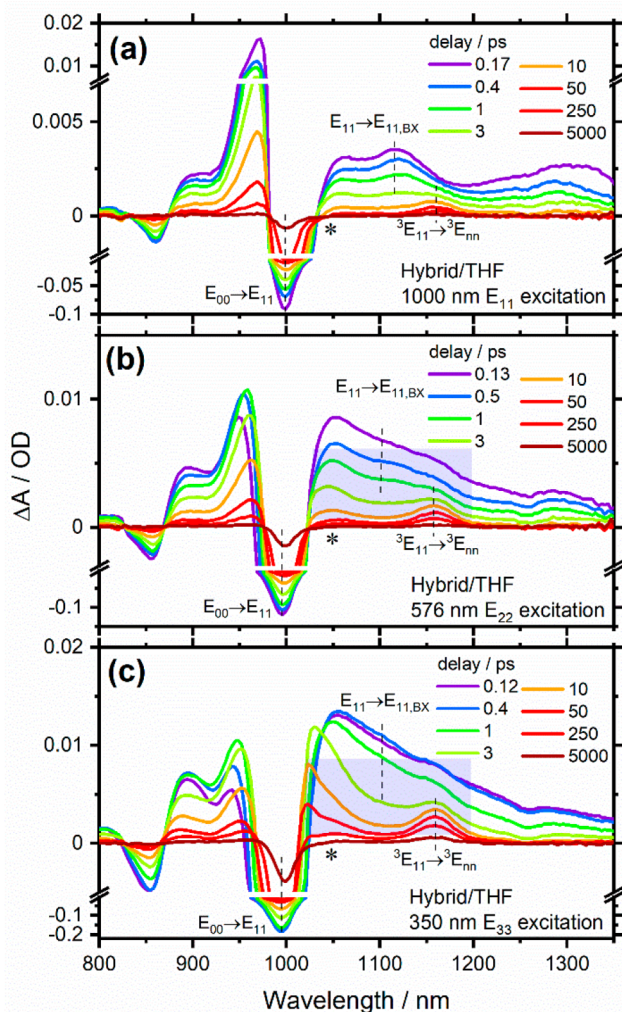 0.02
(a)
delay / ps
0.17
10
0.01
0.4
50
1
250
3
5000
0.005
E11→E11,BX
0
*
³E11→³Enn
-0.05
E00→E11
Hybrid/THF
-0.1
1000 nm E11 excitation
(b)
delay / ps
0.13
10
E11→E11,BX
0.5
50
0.01
1
250
3
5000
ΔA / OD
0
*
³E11→³Enn
E00→E11
Hybrid/THF
-0.1
576 nm E22 excitation
0.02
(c)
delay / ps
0.12
10
E11→E11,BX
0.4
50
1
250
0.01
3
5000
0
*
³E11→³Enn
E00→E11
Hybrid/THF
-0.1
-0.2
350 nm E33 excitation
800 900 1000 1100 1200 1300
Wavelength / nm